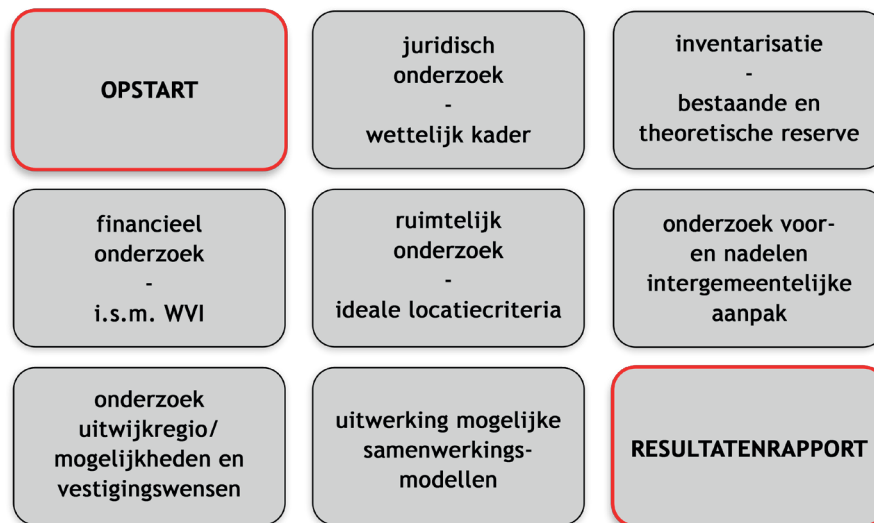 OPSTART
juridisch
onderzoek
-
wettelijk kader
inventarisatie
-
bestaande en
theoretische reserve
financieel
onderzoek
-
i.s.m. WVI
ruimtelijk
onderzoek
-
ideale locatiecriteria
onderzoek voor-
en nadelen
intergemeentelijke
aanpak
onderzoek
uitwijkregio/
mogelijkheden en
vestigingswensen
uitwerking mogelijke
samenwerkings-
modellen
RESULTATENRAPPORT